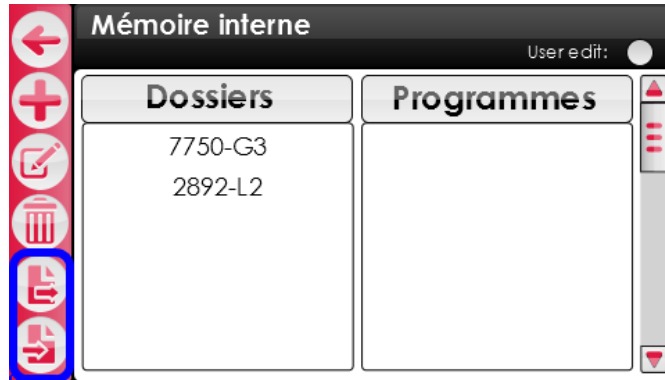 Mémoire interne
User edit:
Dossiers
Programmes
7750-G3
2892-L2